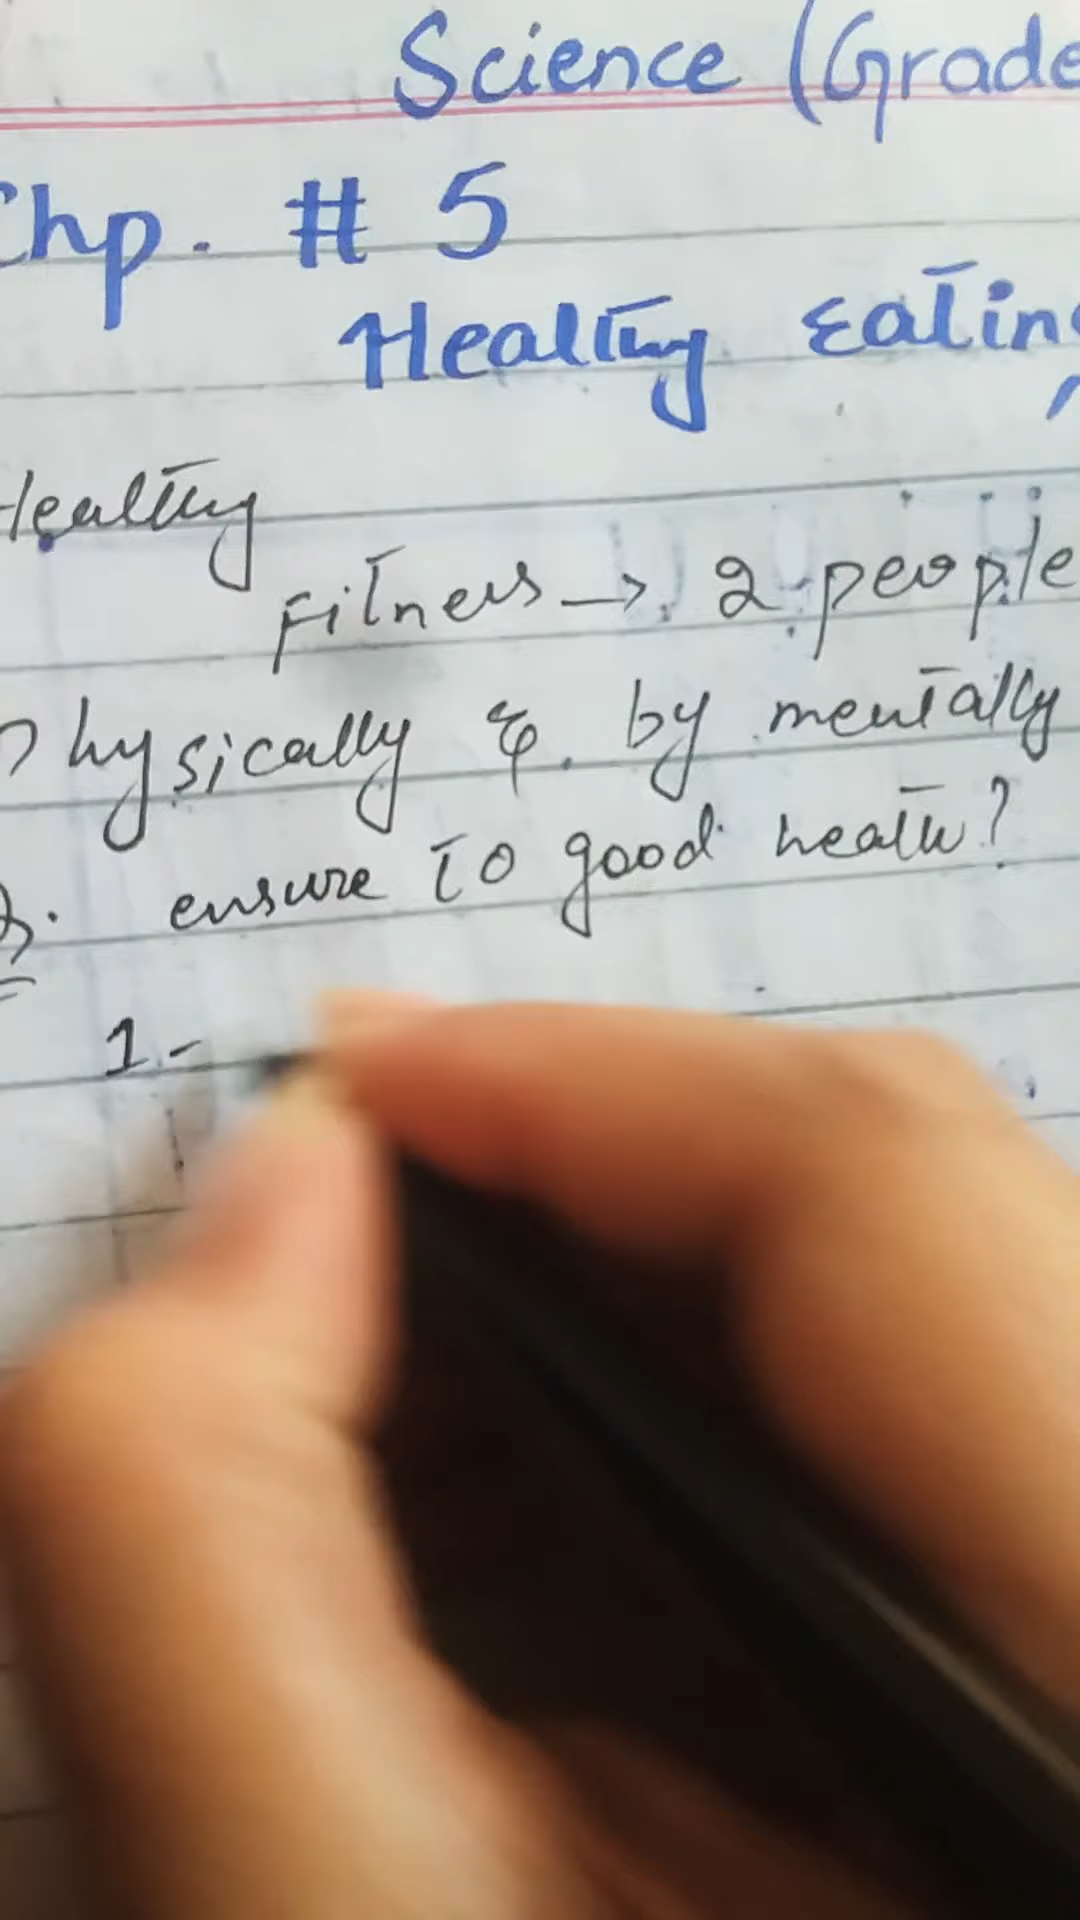 Science (Grade
Chp. # 5
Healthy Eating
Healthy
Fitness → 2 people
Physically & by mentally
ensure to good health?
1.-